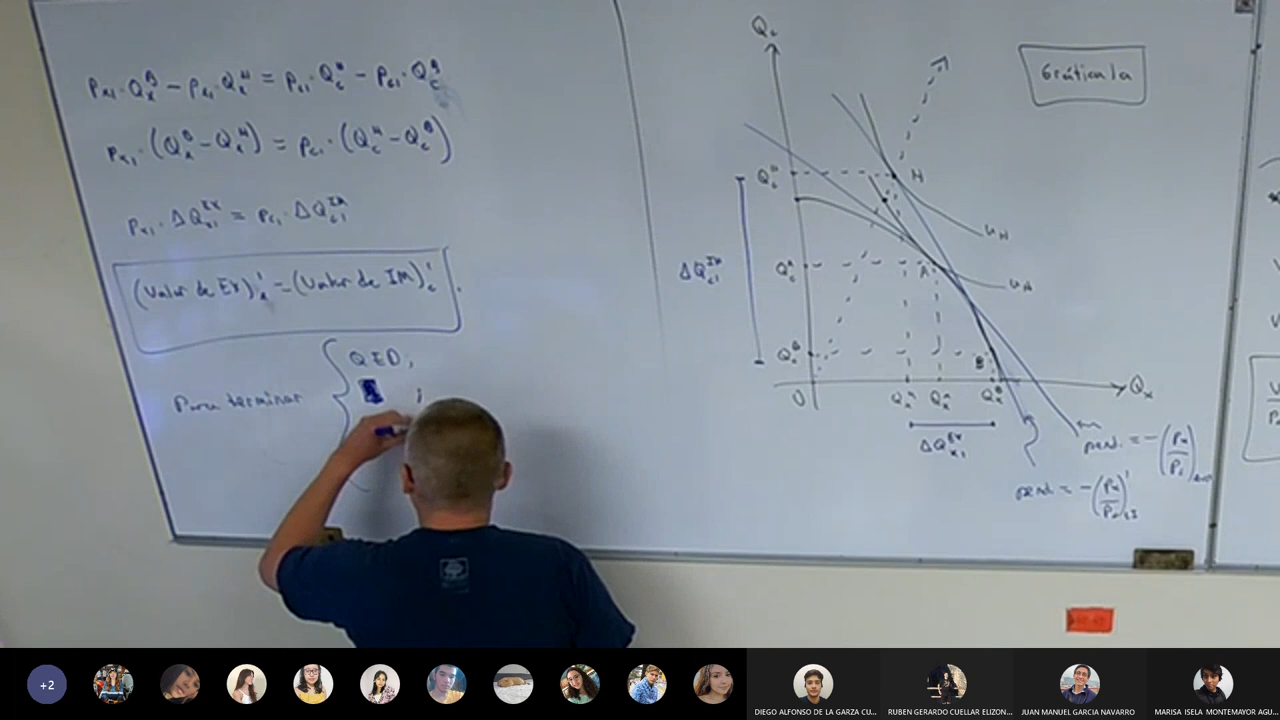 Px1·Qx^B − Px1·Qx^H = Pc1·Qc^H − Pc1·Qc^B
Px1·(Qx^B − Qx^H) = Pc1·(Qc^H − Qc^B)
Px1·ΔQx1^EX = Pc1·ΔQc1^IM
(Valor de EX)x' = (Valor de IM)c'.
Para terminar { QED;
;
Gráfica 1a
Qc
Qc^H
H
uH
ΔQc1^IM
Qc^A
A
uA
Qc^B
B
O
Qx^H
Qx^A
Qx^B
Qx
ΔQx1^EX
pend. = −(Px/Pc)Aut
pend = −(Px/Pc)'
+2
DIEGO ALFONSO DE LA GARZA CU...
RUBEN GERARDO CUELLAR ELIZON...
JUAN MANUEL GARCIA NAVARRO
MARISA ISELA MONTEMAYOR AGU...